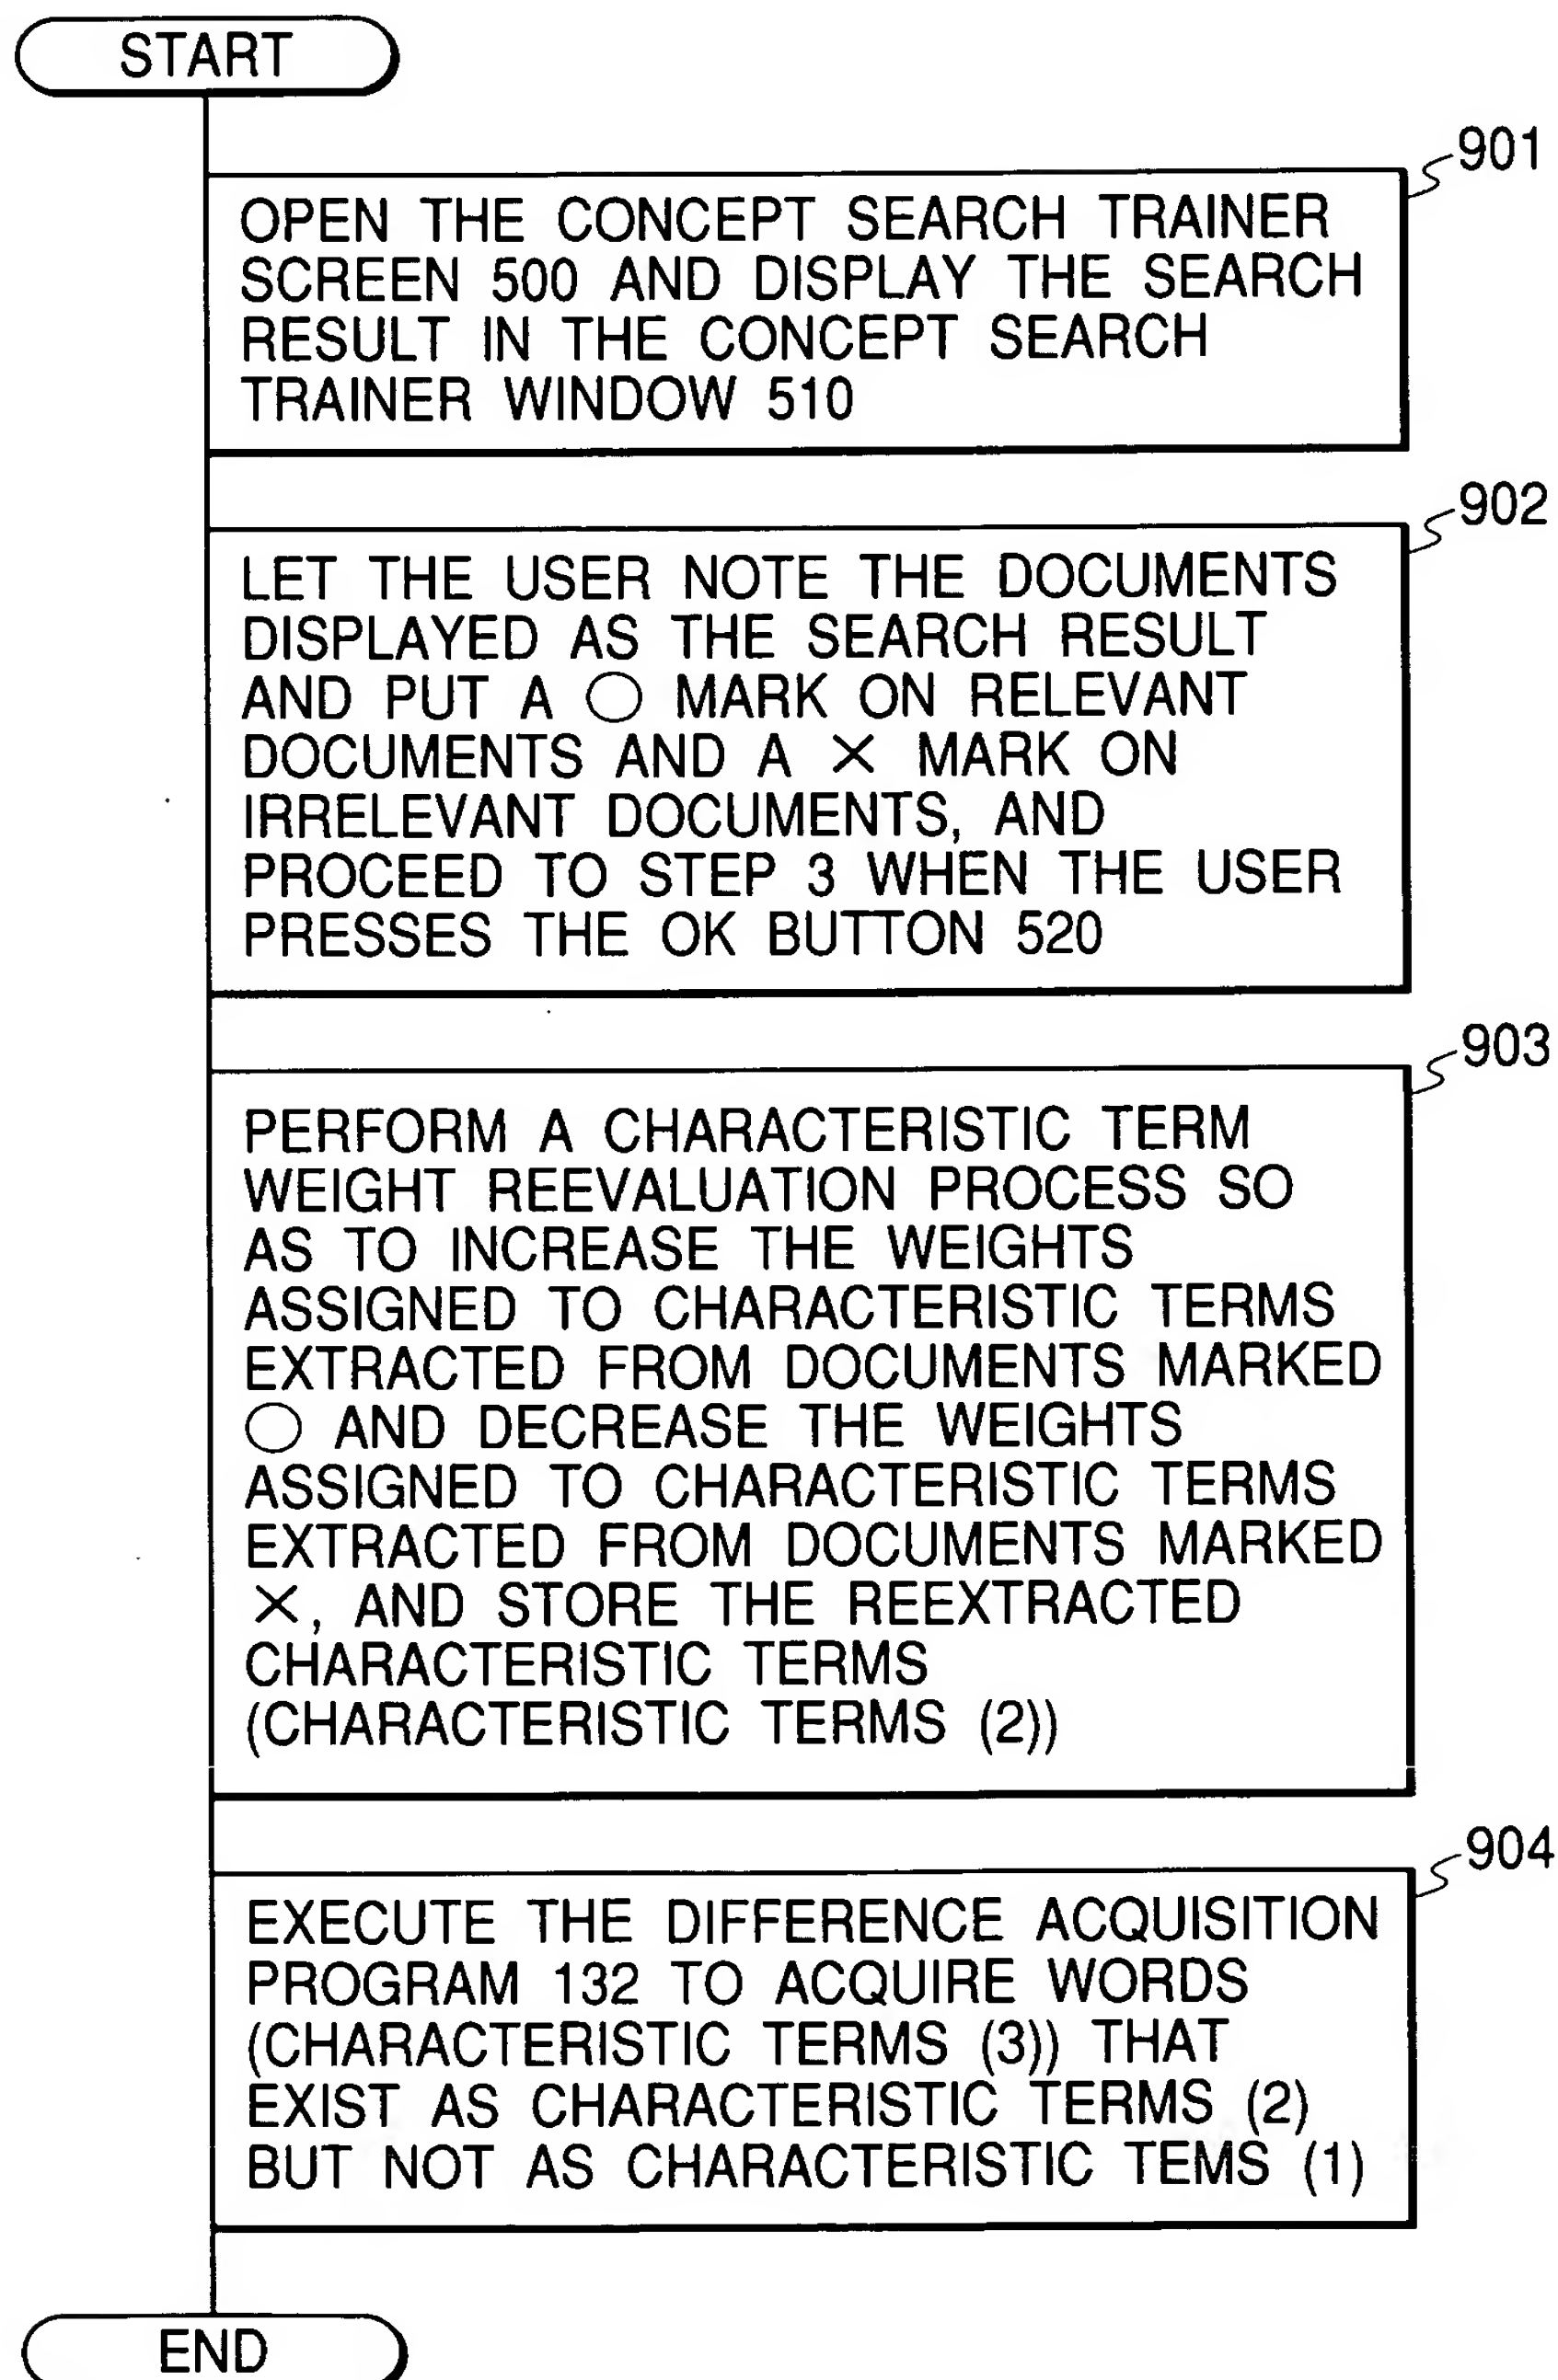 START
901
OPEN THE CONCEPT SEARCH TRAINER
SCREEN 500 AND DISPLAY THE SEARCH
RESULT IN THE CONCEPT SEARCH
TRAINER WINDOW 510
902
LET THE USER NOTE THE DOCUMENTS
DISPLAYED AS THE SEARCH RESULT
AND PUT A ○ MARK ON RELEVANT
DOCUMENTS AND A × MARK ON
IRRELEVANT DOCUMENTS, AND
PROCEED TO STEP 3 WHEN THE USER
PRESSES THE OK BUTTON 520
903
PERFORM A CHARACTERISTIC TERM
WEIGHT REEVALUATION PROCESS SO
AS TO INCREASE THE WEIGHTS
ASSIGNED TO CHARACTERISTIC TERMS
EXTRACTED FROM DOCUMENTS MARKED
○ AND DECREASE THE WEIGHTS
ASSIGNED TO CHARACTERISTIC TERMS
EXTRACTED FROM DOCUMENTS MARKED
×, AND STORE THE REEXTRACTED
CHARACTERISTIC TERMS
(CHARACTERISTIC TERMS (2))
904
EXECUTE THE DIFFERENCE ACQUISITION
PROGRAM 132 TO ACQUIRE WORDS
(CHARACTERISTIC TERMS (3)) THAT
EXIST AS CHARACTERISTIC TERMS (2)
BUT NOT AS CHARACTERISTIC TEMS (1)
END